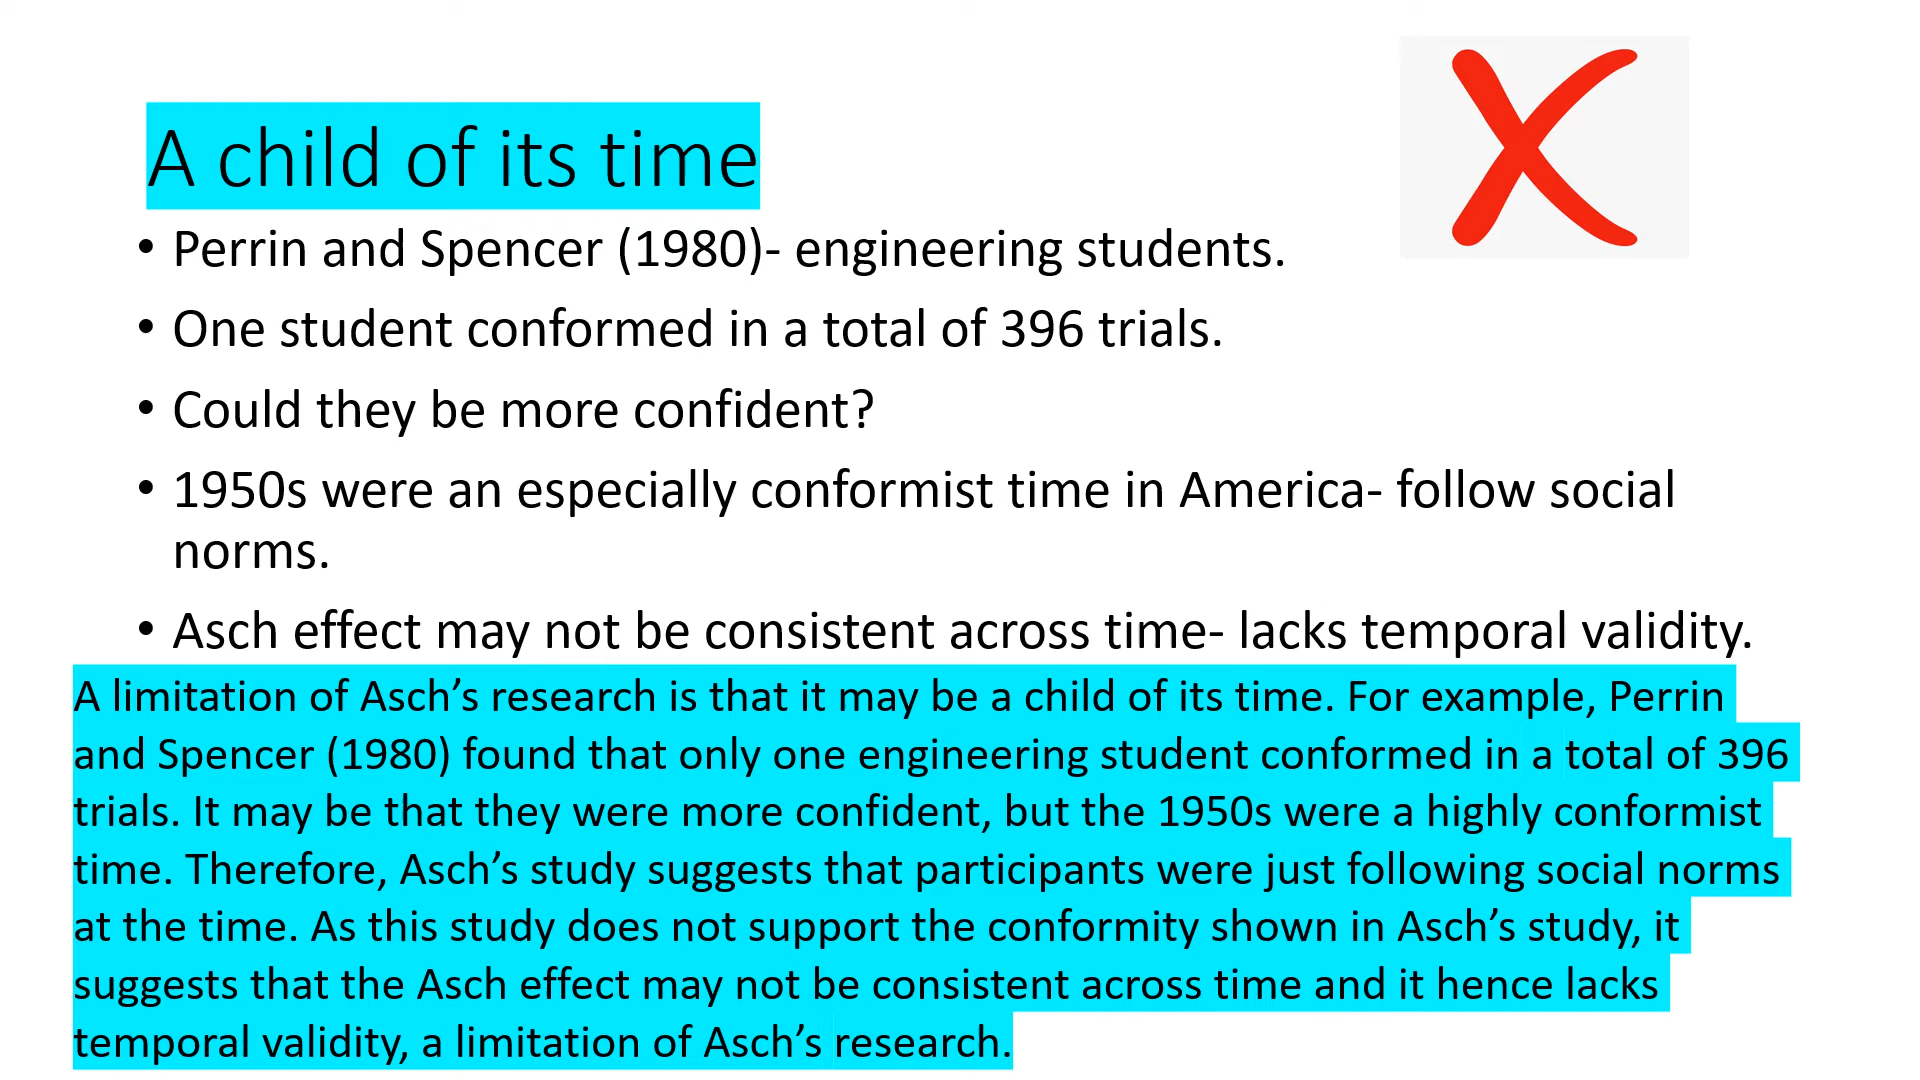 A child of its time
• Perrin and Spencer (1980)- engineering students.
• One student conformed in a total of 396 trials.
• Could they be more confident?
• 1950s were an especially conformist time in America- follow social
norms.
• Asch effect may not be consistent across time- lacks temporal validity.
A limitation of Asch’s research is that it may be a child of its time. For example, Perrin
and Spencer (1980) found that only one engineering student conformed in a total of 396
trials. It may be that they were more confident, but the 1950s were a highly conformist
time. Therefore, Asch’s study suggests that participants were just following social norms
at the time. As this study does not support the conformity shown in Asch’s study, it
suggests that the Asch effect may not be consistent across time and it hence lacks
temporal validity, a limitation of Asch’s research.